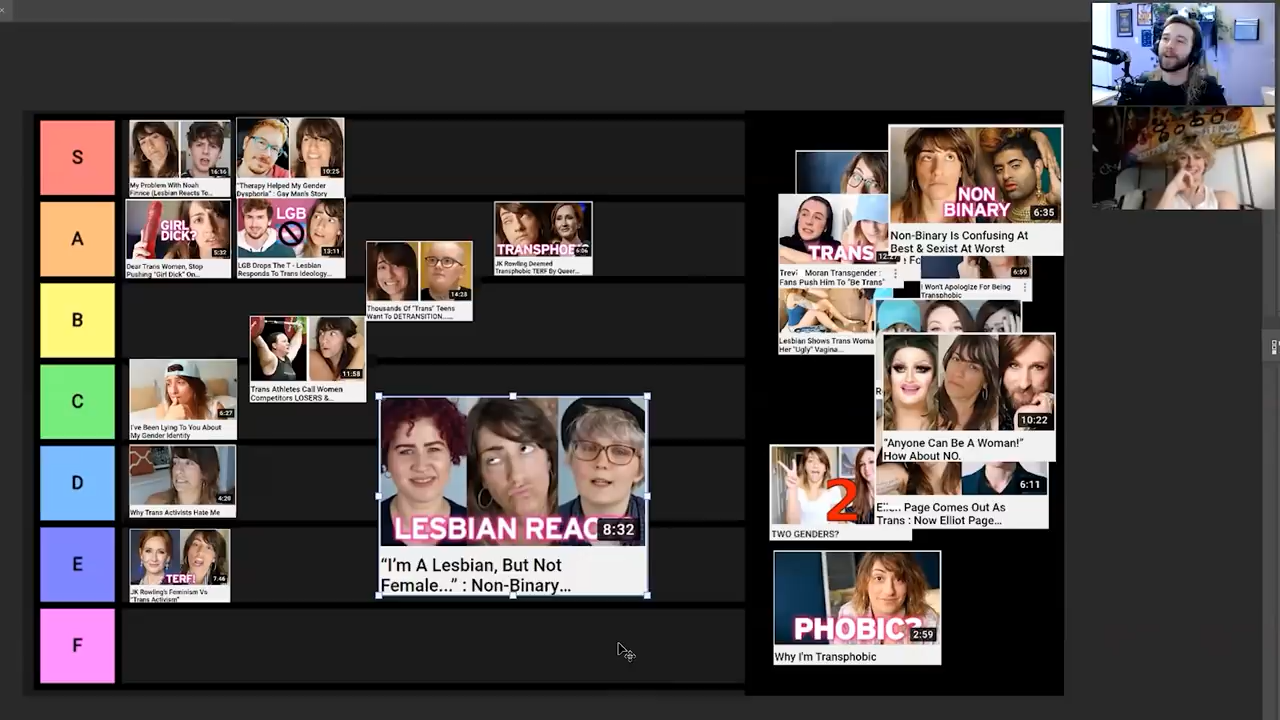 S
16:16
My Problem With Noah
Finnce (Lesbian Reacts To...
10:25
"Therapy Helped My Gender
Dysphoria" : Gay Man's Story
A
GIRL
DICK?
5:32
Dear Trans Women, Stop
Pushing "Girl Dick" On...
LGB
13:11
LGB Drops The T - Lesbian
Responds To Trans Ideology...
14:23
Thousands Of "Trans" Teens
Want To DETRANSITION.....
TRANSPHOBE
6:06
JK Rowling Deemed
Transphobic TERF By Queer...
B
11:58
Trans Athletes Call Women
Competitors LOSERS &...
C
6:27
I've Been Lying To You About
My Gender Identity
D
4:20
Why Trans Activists Hate Me
E
TERF!
7:46
JK Rowling's Feminism Vs
"Trans Activism"
LESBIAN REAC
8:32
"I'm A Lesbian, But Not
Female..." : Non-Binary...
F
NON
BINARY
6:35
Non-Binary Is Confusing At
Best & Sexist At Worst
TRANS
12:27
Moran Transgender :
Fans Push Him To "Be Trans"
6:59
I Won't Apologize For Being
Transphobic
Lesbian Shows Trans Woma
Her "Ugly" Vagina...
10:22
"Anyone Can Be A Woman!"
How About NO.
2
TWO GENDERS?
6:11
Page Comes Out As
Trans : Now Elliot Page...
PHOBIC?
2:59
Why I'm Transphobic